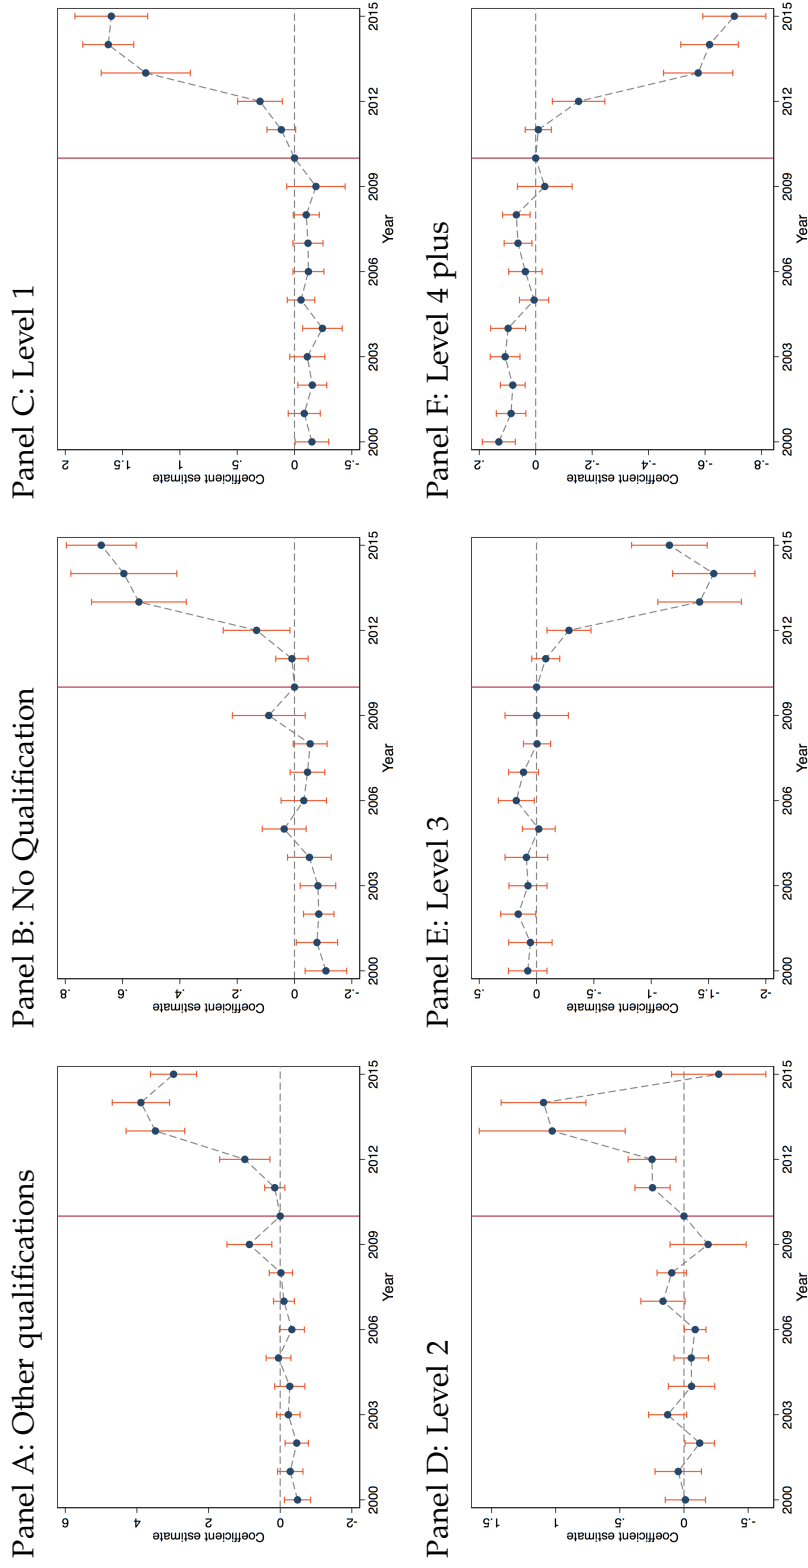 Panel A: Other qualifications
Coefficient estimate
6
4
2
0
-2
2000 2003 2006 2009 2012 2015
Year
Panel B: No Qualification
Coefficient estimate
.8
.6
.4
.2
0
-.2
2000 2003 2006 2009 2012 2015
Year
Panel C: Level 1
Coefficient estimate
2
1.5
1
.5
0
-.5
2000 2003 2006 2009 2012 2015
Year
Panel D: Level 2
Coefficient estimate
1.5
1
.5
0
-.5
2000 2003 2006 2009 2012 2015
Year
Panel E: Level 3
Coefficient estimate
.5
0
-.5
-1
-1.5
-2
2000 2003 2006 2009 2012 2015
Year
Panel F: Level 4 plus
Coefficient estimate
.2
0
-.2
-.4
-.6
-.8
2000 2003 2006 2009 2012 2015
Year